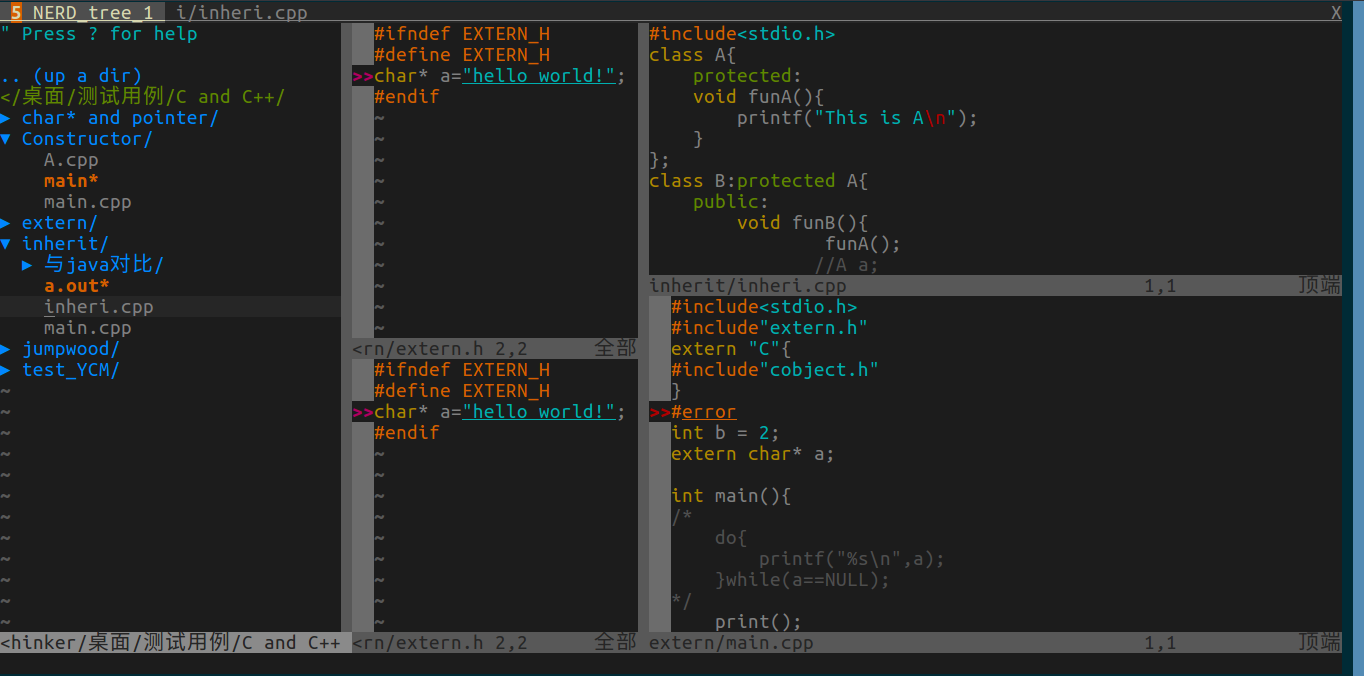 5 NERD_tree_1 i/inheri.cpp X
" Press ? for help
.. (up a dir)
</桌面/测试用例/C and C++/
▶ char* and pointer/
▼ Constructor/
A.cpp
main*
main.cpp
▶ extern/
▼ inherit/
▶ 与java对比/
a.out*
inheri.cpp
main.cpp
▶ jumpwood/
▶ test_YCM/
~
~
~
~
~
~
~
~
~
~
~
~
<hinker/桌面/测试用例/C and C++
#ifndef EXTERN_H
#define EXTERN_H
>>char* a="hello world!";
#endif
~
~
~
~
~
~
~
~
~
~
~
<rn/extern.h 2,2 全部
#ifndef EXTERN_H
#define EXTERN_H
>>char* a="hello world!";
#endif
~
~
~
~
~
~
~
~
~
<rn/extern.h 2,2 全部
#include<stdio.h>
class A{
protected:
void funA(){
printf("This is A\n");
}
};
class B:protected A{
public:
void funB(){
funA();
//A a;
inherit/inheri.cpp 1,1 顶端
#include<stdio.h>
#include"extern.h"
extern "C"{
#include"cobject.h"
}
>>#error
int b = 2;
extern char* a;
int main(){
/*
do{
printf("%s\n",a);
}while(a==NULL);
*/
print();
extern/main.cpp 1,1 顶端